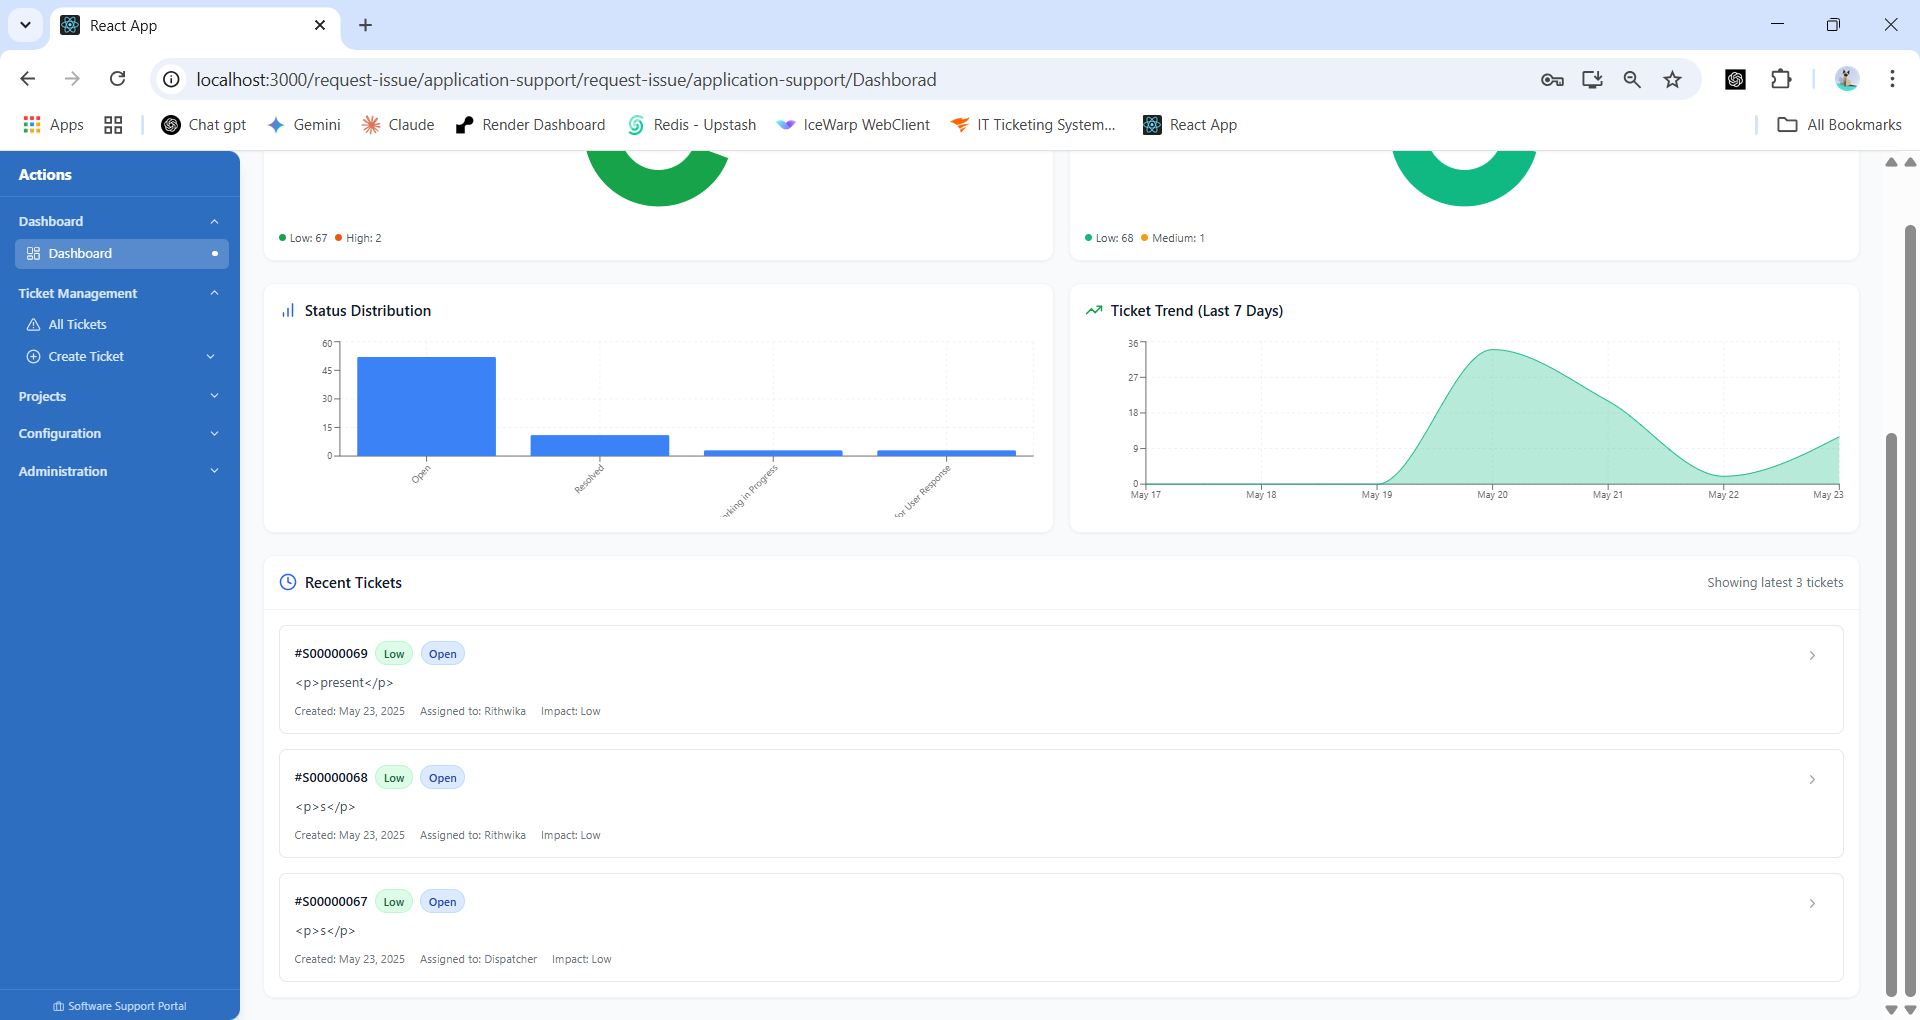 React App
localhost:3000/request-issue/application-support/request-issue/application-support/Dashborad
Apps
Chat gpt
Gemini
Claude
Render Dashboard
Redis - Upstash
IceWarp WebClient
IT Ticketing System...
React App
All Bookmarks
Actions
Dashboard
Dashboard
Ticket Management
All Tickets
Create Ticket
Projects
Configuration
Administration
Software Support Portal
Low: 67 High: 2
Low: 68 Medium: 1
Status Distribution
60
45
30
15
0
Open
Resolved
rking in Progress
for User Response
Ticket Trend (Last 7 Days)
36
27
18
9
0
May 17 May 18 May 19 May 20 May 21 May 22 May 23
Recent Tickets
Showing latest 3 tickets
#S00000069 Low Open
<p>present</p>
Created: May 23, 2025 Assigned to: Rithwika Impact: Low
#S00000068 Low Open
<p>s</p>
Created: May 23, 2025 Assigned to: Rithwika Impact: Low
#S00000067 Low Open
<p>s</p>
Created: May 23, 2025 Assigned to: Dispatcher Impact: Low